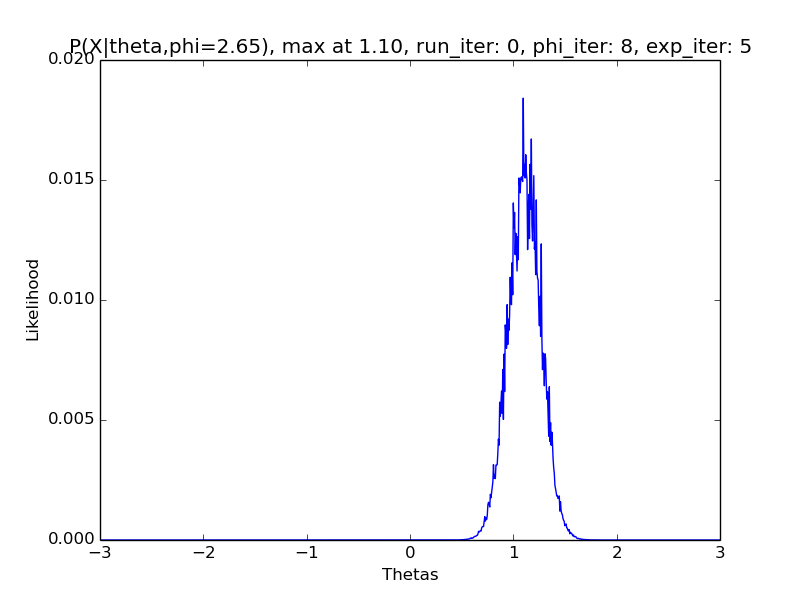 P(X|theta,phi=2.65), max at 1.10, run_iter: 0, phi_iter: 8, exp_iter: 5
0.020
0.015
0.010
0.005
0.000
Likelihood
−3 −2 −1 0 1 2 3
Thetas